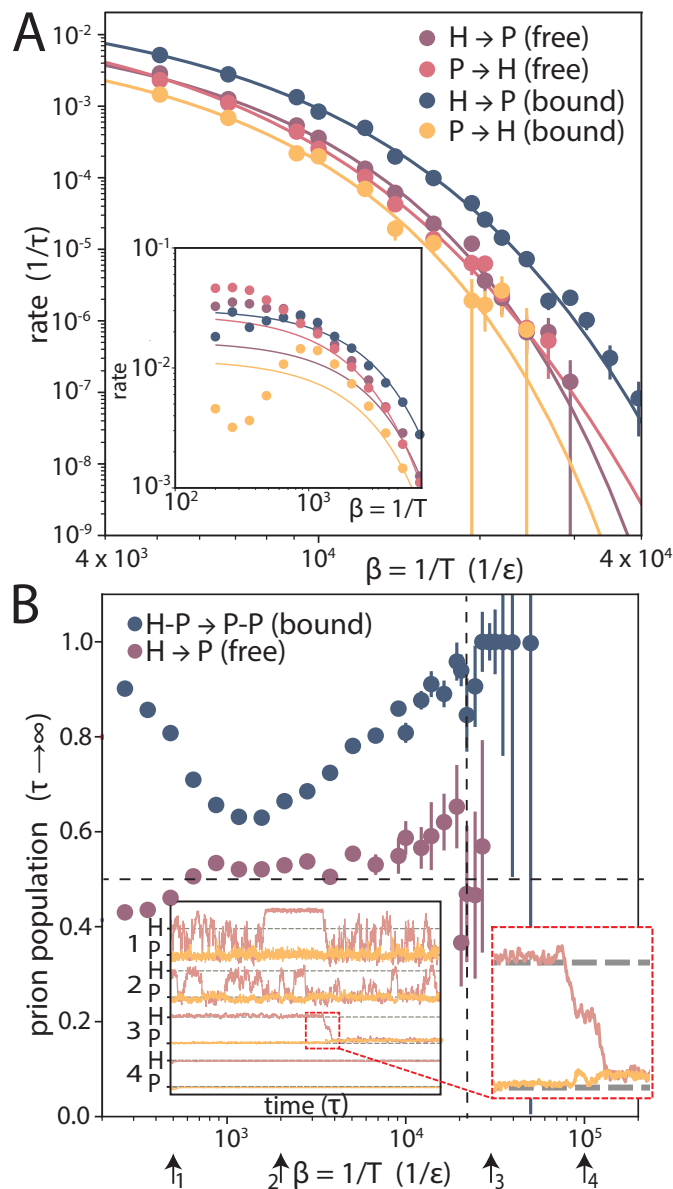 A
H → P (free)
P → H (free)
H → P (bound)
P → H (bound)
rate (1/τ)
10⁻²
10⁻³
10⁻⁴
10⁻⁵
10⁻⁶
10⁻⁷
10⁻⁸
10⁻⁹
rate
10⁻¹
10⁻²
10⁻³
10² 10³
β = 1/T
4 x 10³ 10⁴ 4 x 10⁴
β = 1/T (1/ε)
B
H-P → P-P (bound)
H → P (free)
prion population (τ → ∞)
1.0
0.8
0.6
0.4
0.2
0.0
1 H P
2 H P
3 H P
4 H P
time (τ)
10³ 10⁴ 10⁵
1 2 β = 1/T (1/ε) 3 4